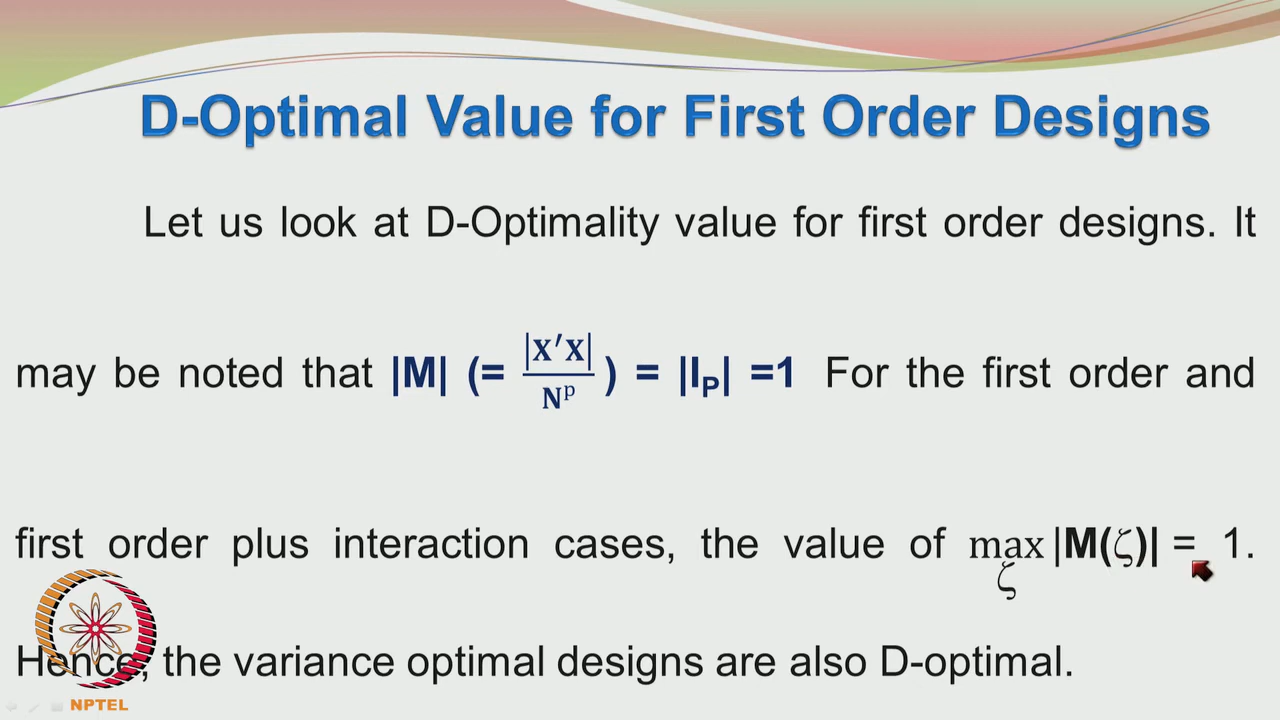 D-Optimal Value for First Order Designs
Let us look at D-Optimality value for first order designs. It
may be noted that |M| (= |X′X| / Nᵖ ) = |I_P| =1 For the first order and
first order plus interaction cases, the value of max_ζ |M(ζ)| = 1.
Hence, the variance optimal designs are also D-optimal.
NPTEL